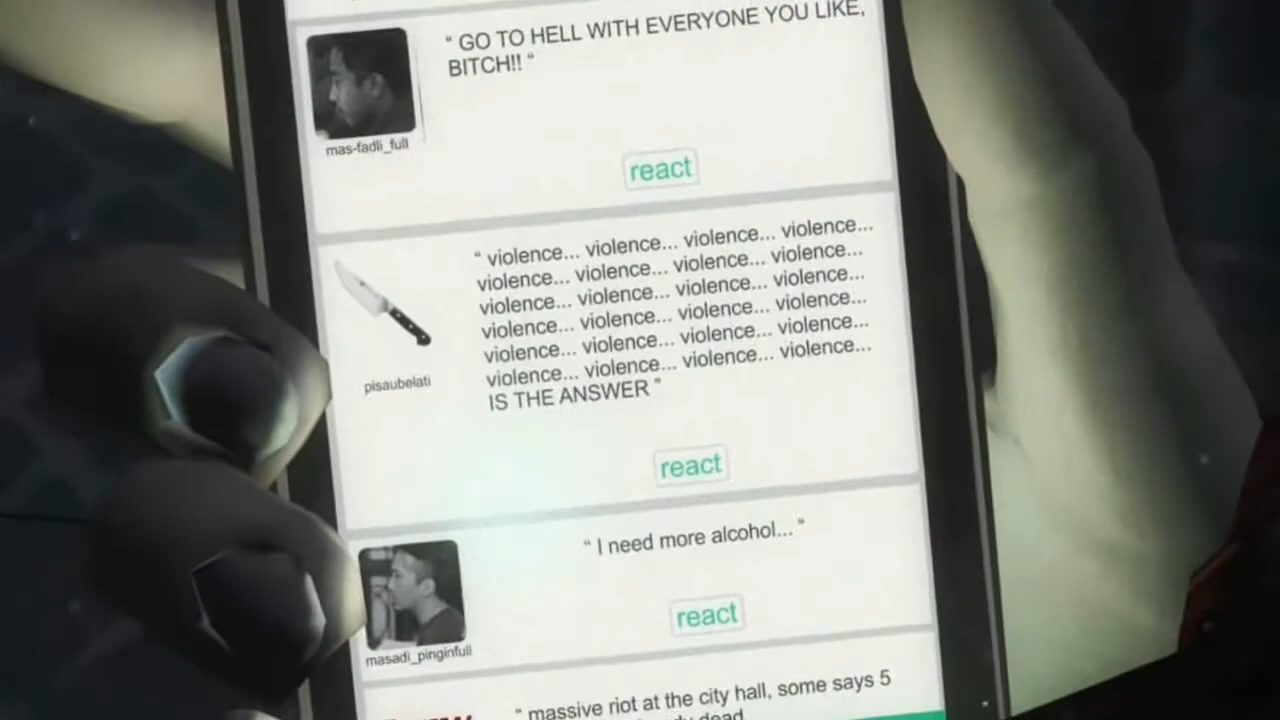 “ GO TO HELL WITH EVERYONE YOU LIKE,
BITCH!! “
mas-fadli_full
react
“ violence... violence... violence... violence...
violence... violence... violence... violence...
violence... violence... violence... violence...
violence... violence... violence... violence...
violence... violence... violence... violence...
violence... violence... violence... violence...
IS THE ANSWER ”
pisaubelati
react
“ I need more alcohol... “
masadi_pinginfull
react
“ massive riot at the city hall, some says 5
dead